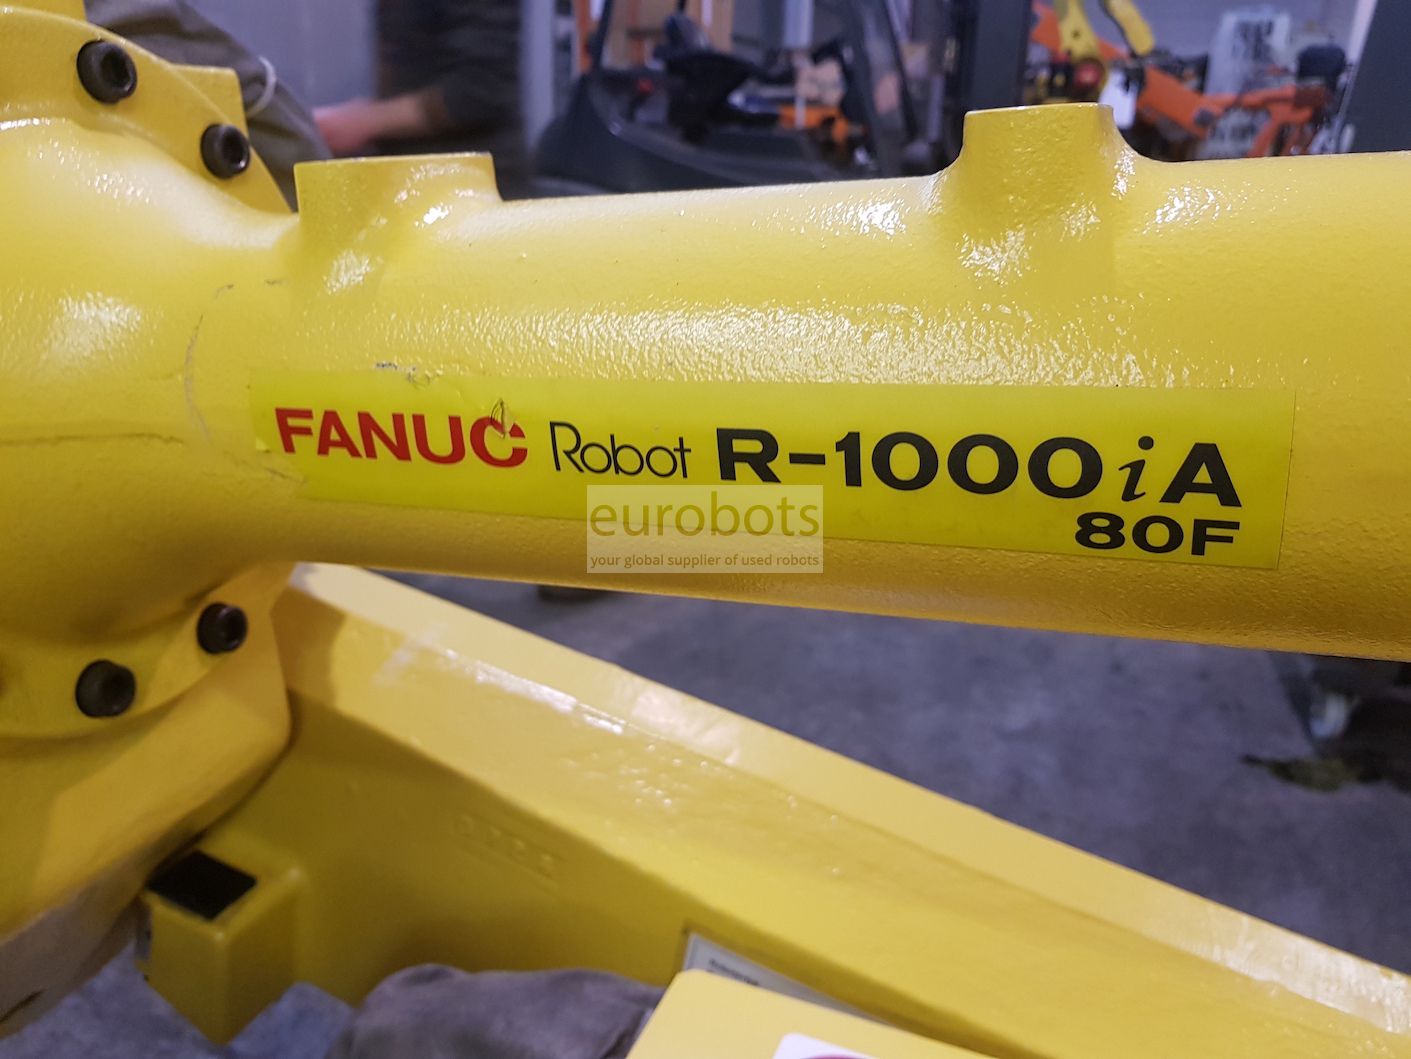 FANUC Robot R-1000iA
80F
eurobots
your global supplier of used robots